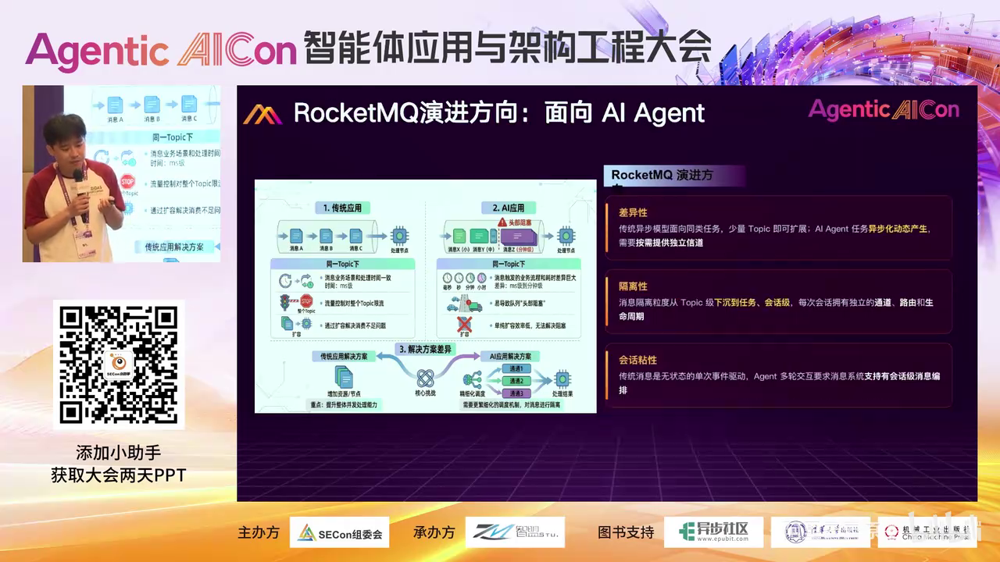 Agentic AICon 智能体应用与架构工程大会
消息 A 消息 B 消息 C
同一Topic下
消息业务场景和处理时间
时间：ms级
STOP
个Topic
流量控制对整个Topic限流
通过扩容解决消费不足问
传统应用解决方案
SECon小助手
添加小助手
获取大会两天PPT
RocketMQ演进方向：面向 AI Agent
Agentic AICon
1. 传统应用
消息 A 消息 B 消息 C 处理节点
同一Topic下
消息业务场景和处理时间一致
时间：ms级
STOP
整个Topic
流量控制对整个Topic限流
扩容
通过扩容解决消费不足问题
2. AI应用
头部阻塞
消息X (小) 消息Y (中) 消息Z (分钟级) 处理节点
同一Topic下
毫秒 秒 分钟 小时
消息触发的业务流程和耗时差异巨大
差异：ms级到分钟级
易导致队列"头部阻塞"
扩容
单纯扩容效率低，无法解决阻塞
3. 解决方案差异
传统应用解决方案
增加资源/节点
重点：提升整体并发处理能力
核心挑战
AI应用解决方案
精细化调度
通道1
通道2
通道3
处理结果
需要更繁细化的调度机制，对消息进行隔离
RocketMQ 演进方
差异性
传统异步模型面向同类任务，少量 Topic 即可扩展；AI Agent 任务异步化动态产生，
需要按需提供独立信道
隔离性
消息隔离粒度从 Topic 级下沉到任务、会话级，每次会话拥有独立的通道、路由和生
命周期
会话粘性
传统消息是无状态的单次事件驱动，Agent 多轮交互要求消息系统支持有会话级消息编
排
主办方 SECon组委会 承办方 ZM 智盟 STU. 图书支持 异步社区
www.epubit.com
清华大学出版社
机械工业出版社
China Machine Press